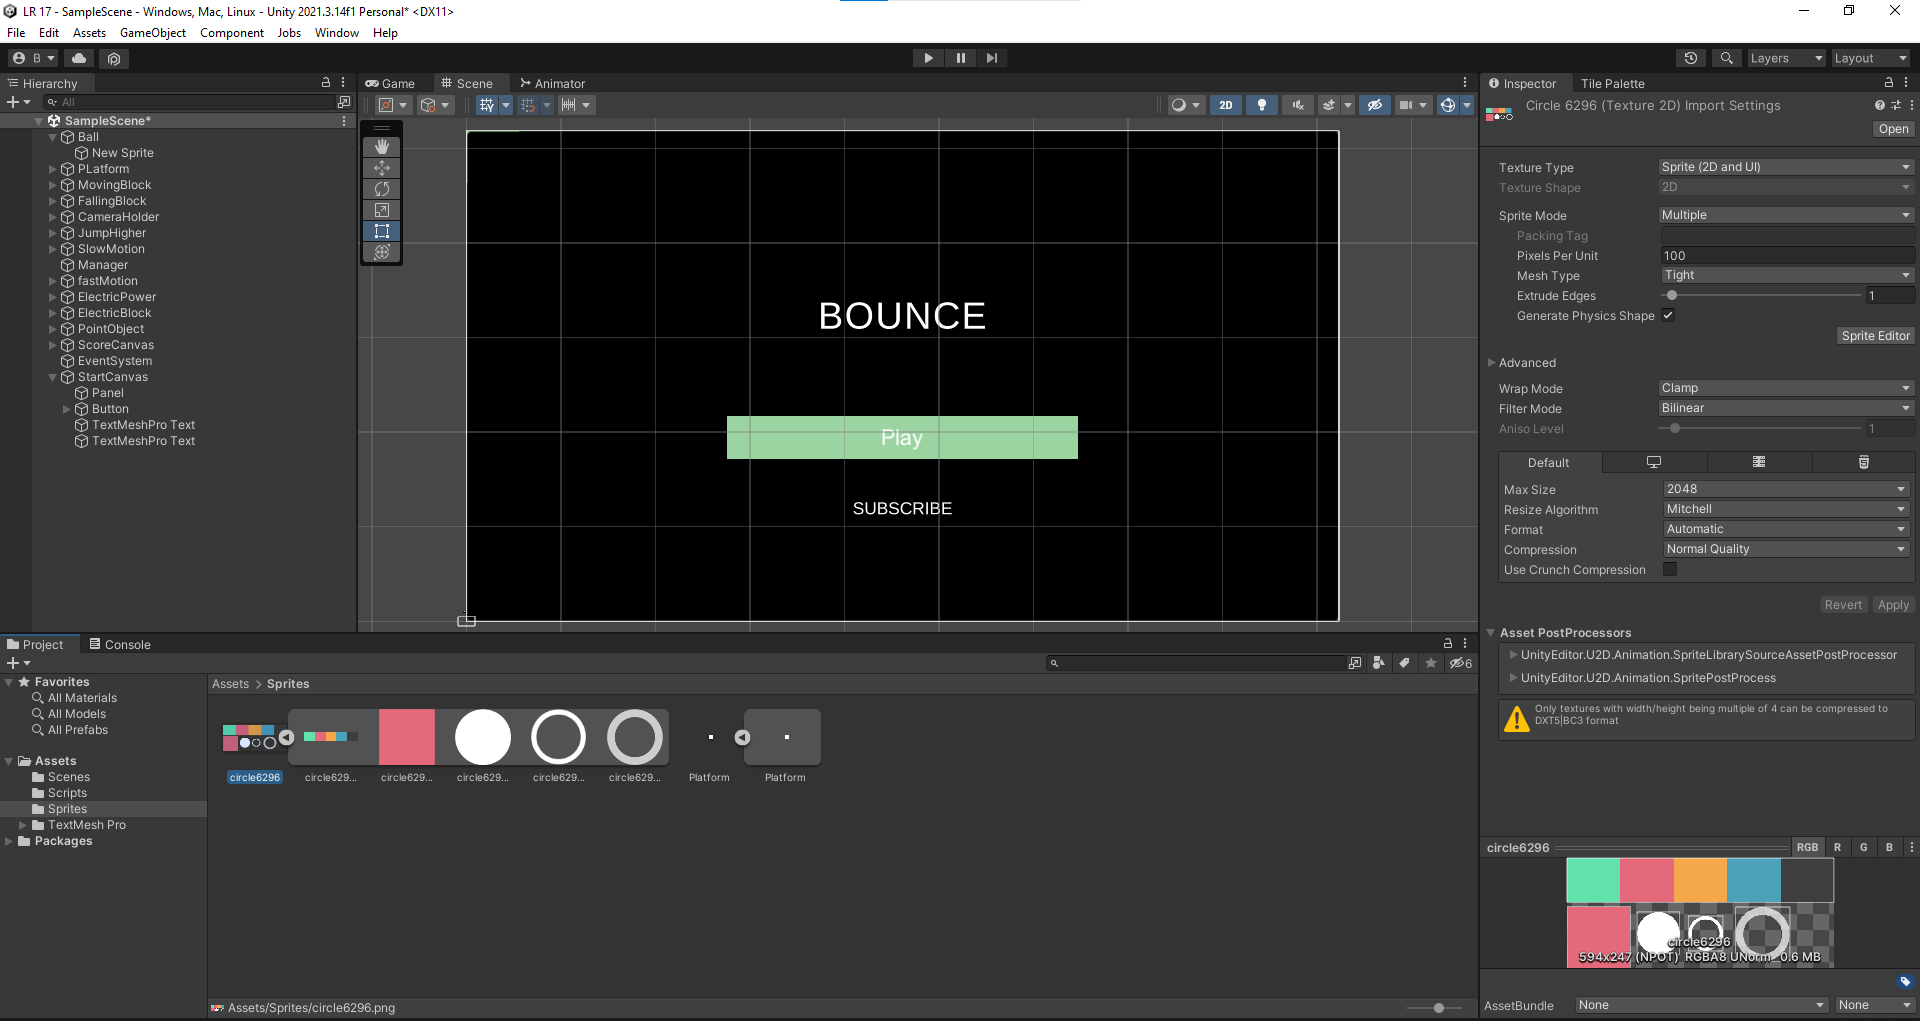 LR 17 - SampleScene - Windows, Mac, Linux - Unity 2021.3.14f1 Personal* <DX11>
File Edit Assets GameObject Component Jobs Window Help
B Layers Layout
Hierarchy
All
SampleScene*
Ball
New Sprite
PLatform
MovingBlock
FallingBlock
CameraHolder
JumpHigher
SlowMotion
Manager
fastMotion
ElectricPower
ElectricBlock
PointObject
ScoreCanvas
EventSystem
StartCanvas
Panel
Button
TextMeshPro Text
TextMeshPro Text
Game Scene Animator
2D
BOUNCE
Play
SUBSCRIBE
Inspector Tile Palette
Circle 6296 (Texture 2D) Import Settings
Open
Texture Type Sprite (2D and UI)
Texture Shape 2D
Sprite Mode Multiple
Packing Tag
Pixels Per Unit 100
Mesh Type Tight
Extrude Edges 1
Generate Physics Shape
Sprite Editor
Advanced
Wrap Mode Clamp
Filter Mode Bilinear
Aniso Level 1
Default
Max Size 2048
Resize Algorithm Mitchell
Format Automatic
Compression Normal Quality
Use Crunch Compression
Revert Apply
Asset PostProcessors
UnityEditor.U2D.Animation.SpriteLibrarySourceAssetPostProcessor
UnityEditor.U2D.Animation.SpritePostProcess
Only textures with width/height being multiple of 4 can be compressed to
DXT5|BC3 format
circle6296 RGB R G B
circle6296
594x247 (NPOT) RGBA8 UNorm 0.6 MB
AssetBundle None None
Project Console
6
Favorites
All Materials
All Models
All Prefabs
Assets
Scenes
Scripts
Sprites
TextMesh Pro
Packages
Assets > Sprites
circle6296 circle629... circle629... circle629... circle629... circle629... Platform Platform
Assets/Sprites/circle6296.png